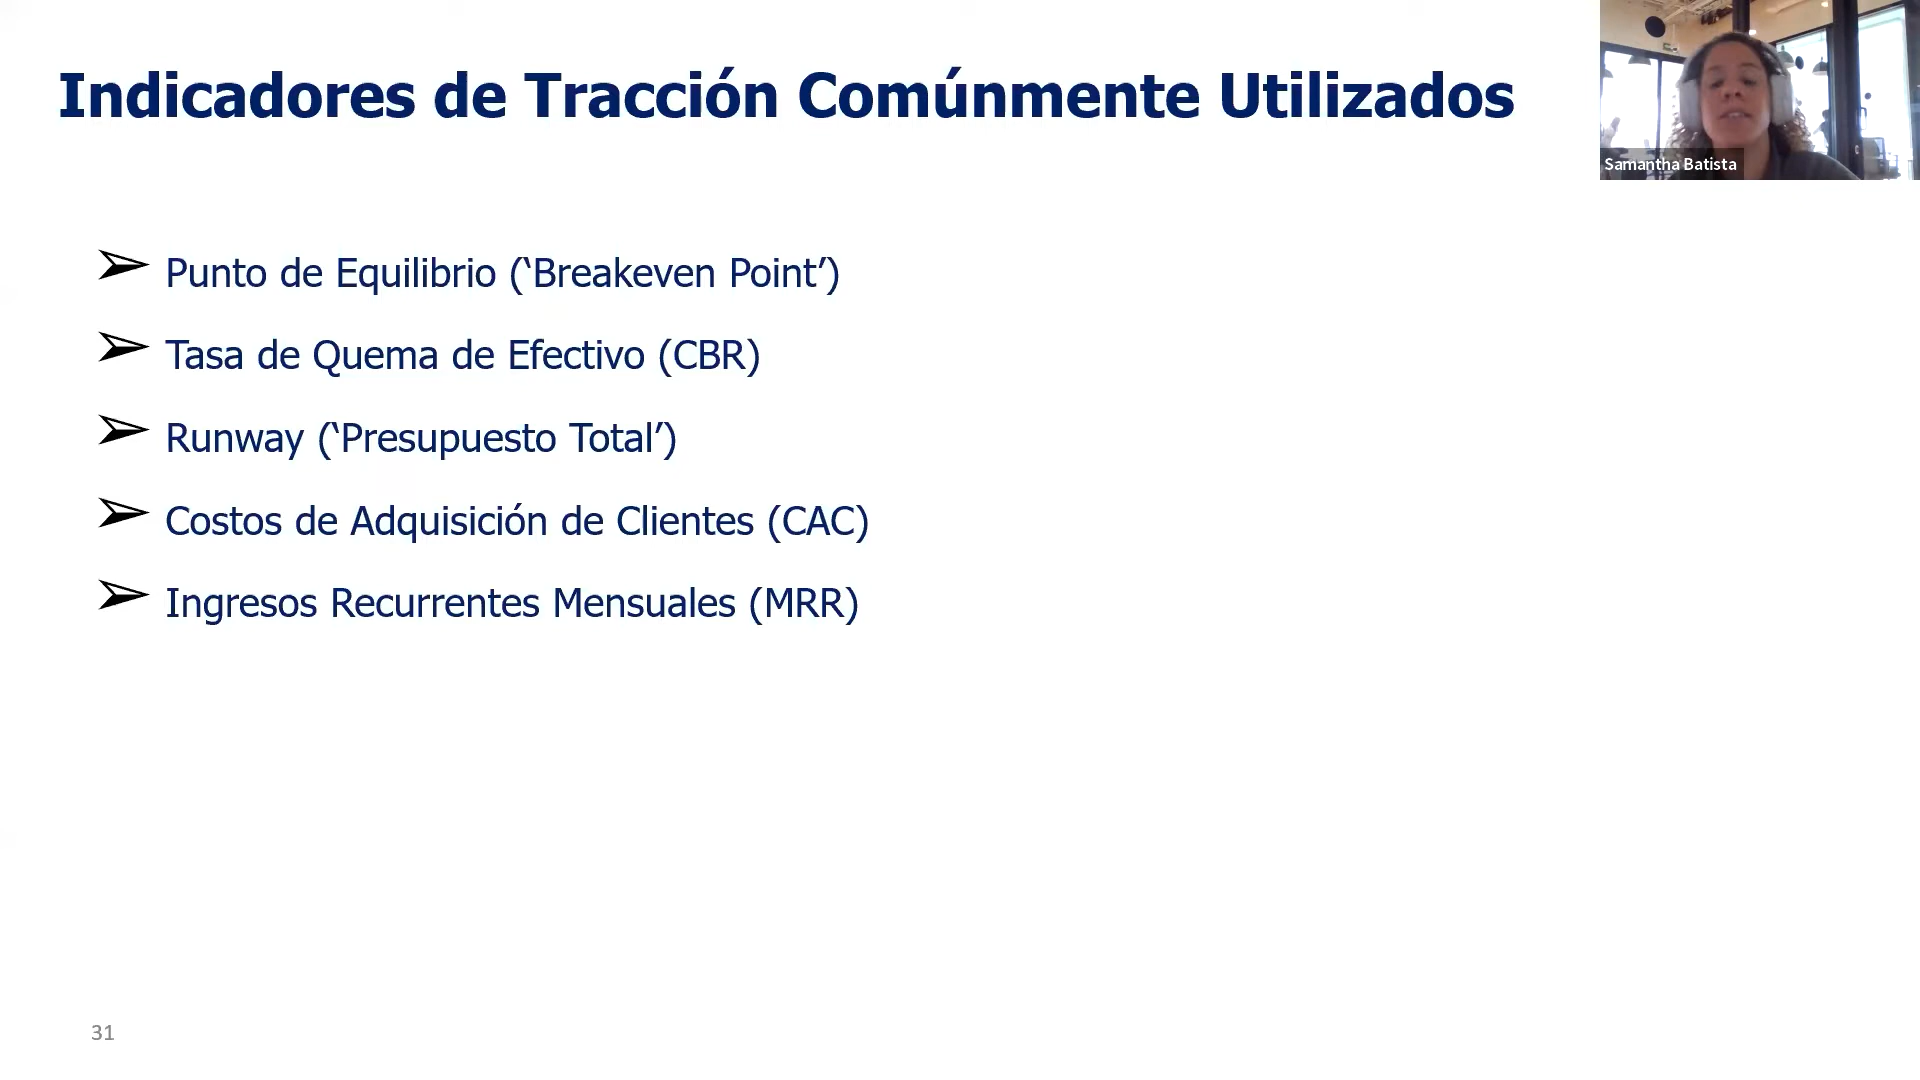 Indicadores de Tracción Comúnmente Utilizados
Samantha Batista
➢ Punto de Equilibrio (‘Breakeven Point’)
➢ Tasa de Quema de Efectivo (CBR)
➢ Runway (‘Presupuesto Total’)
➢ Costos de Adquisición de Clientes (CAC)
➢ Ingresos Recurrentes Mensuales (MRR)
31